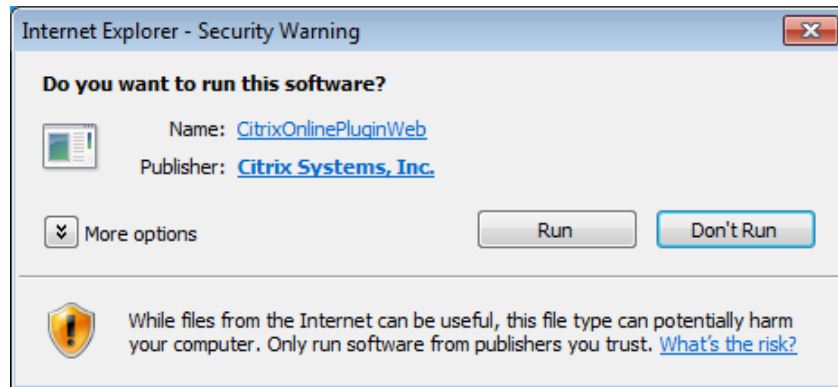 Internet Explorer - Security Warning
Do you want to run this software?
Name: CitrixOnlinePluginWeb
Publisher: Citrix Systems, Inc.
More options
Run
Don't Run
While files from the Internet can be useful, this file type can potentially harm
your computer. Only run software from publishers you trust. What's the risk?